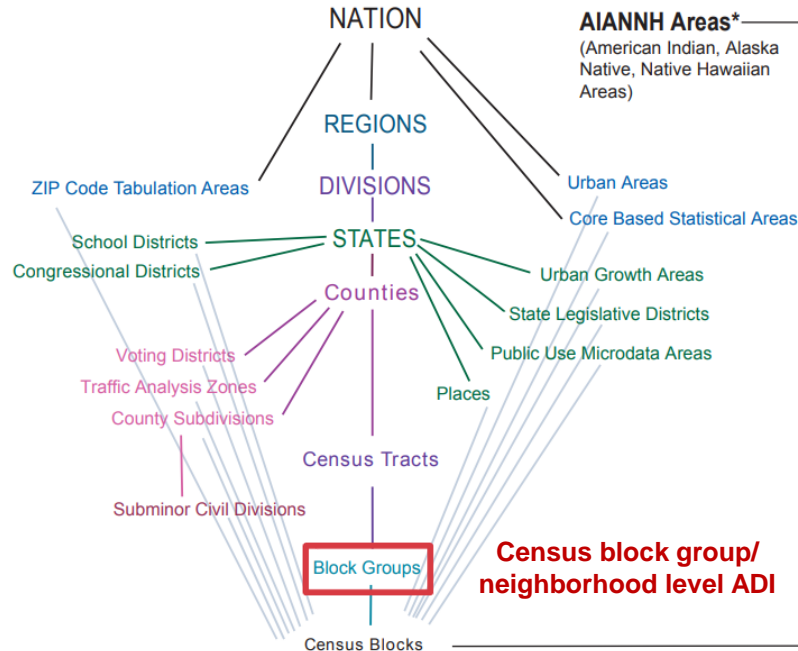 NATION
AIANNH Areas*
(American Indian, Alaska
Native, Native Hawaiian
Areas)
REGIONS
ZIP Code Tabulation Areas
DIVISIONS
Urban Areas
Core Based Statistical Areas
School Districts
STATES
Congressional Districts
Urban Growth Areas
Counties
State Legislative Districts
Voting Districts
Public Use Microdata Areas
Traffic Analysis Zones
Places
County Subdivisions
Census Tracts
Subminor Civil Divisions
Block Groups
Census block group/
neighborhood level ADI
Census Blocks